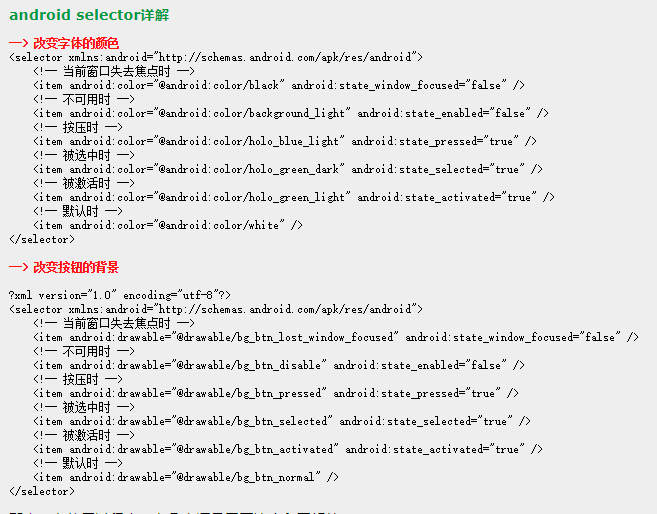 android selector详解
—> 改变字体的颜色
<selector xmlns:android="http://schemas.android.com/apk/res/android">
<!-- 当前窗口失去焦点时 -->
<item android:color="@android:color/black" android:state_window_focused="false" />
<!-- 不可用时 -->
<item android:color="@android:color/background_light" android:state_enabled="false" />
<!-- 按压时 -->
<item android:color="@android:color/holo_blue_light" android:state_pressed="true" />
<!-- 被选中时 -->
<item android:color="@android:color/holo_green_dark" android:state_selected="true" />
<!-- 被激活时 -->
<item android:color="@android:color/holo_green_light" android:state_activated="true" />
<!-- 默认时 -->
<item android:color="@android:color/white" />
</selector>
—> 改变按钮的背景
?xml version="1.0" encoding="utf-8"?>
<selector xmlns:android="http://schemas.android.com/apk/res/android">
<!-- 当前窗口失去焦点时 -->
<item android:drawable="@drawable/bg_btn_lost_window_focused" android:state_window_focused="false" />
<!-- 不可用时 -->
<item android:drawable="@drawable/bg_btn_disable" android:state_enabled="false" />
<!-- 按压时 -->
<item android:drawable="@drawable/bg_btn_pressed" android:state_pressed="true" />
<!-- 被选中时 -->
<item android:drawable="@drawable/bg_btn_selected" android:state_selected="true" />
<!-- 被激活时 -->
<item android:drawable="@drawable/bg_btn_activated" android:state_activated="true" />
<!-- 默认时 -->
<item android:drawable="@drawable/bg_btn_normal" />
</selector>